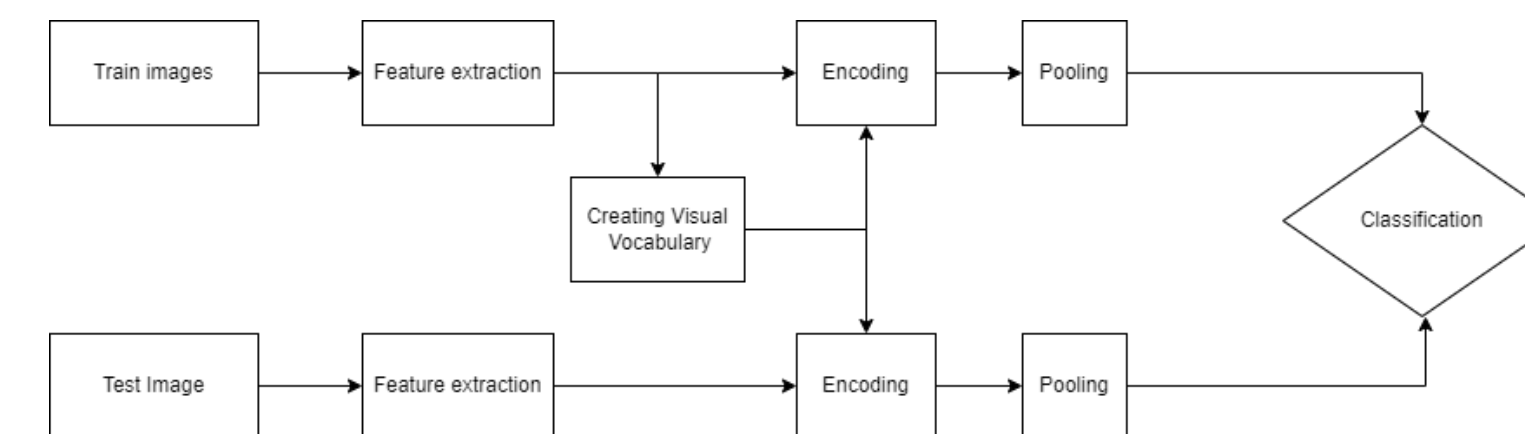 Train images
Feature extraction
Encoding
Pooling
Creating Visual
Vocabulary
Classification
Test Image
Feature extraction
Encoding
Pooling